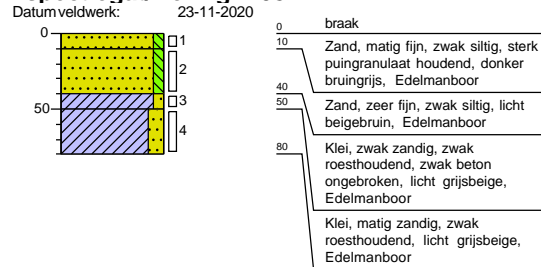 Datum veldwerk: 23-11-2020
0
50
1
2
3
4
0 braak
10
Zand, matig fijn, zwak siltig, sterk
puingranulaat houdend, donker
bruingrijs, Edelmanboor
40
Zand, zeer fijn, zwak siltig, licht
beigebruin, Edelmanboor
50
Klei, zwak zandig, zwak
roesthoudend, zwak beton
ongebroken, licht grijsbeige,
Edelmanboor
80
Klei, matig zandig, zwak
roesthoudend, licht grijsbeige,
Edelmanboor